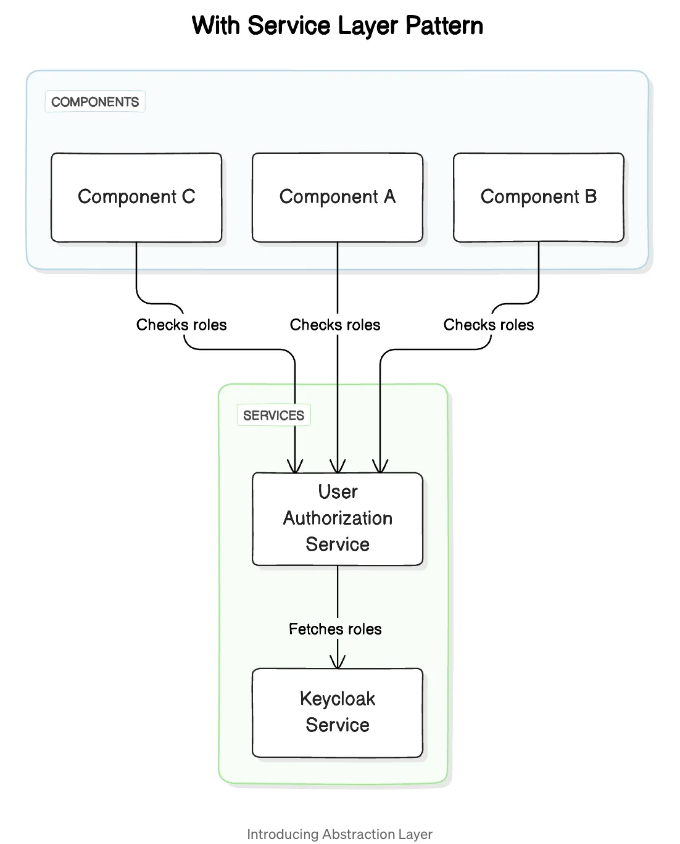 With Service Layer Pattern
COMPONENTS
Component C
Component A
Component B
Checks roles
Checks roles
Checks roles
SERVICES
User
Authorization
Service
Fetches roles
Keycloak
Service
Introducing Abstraction Layer